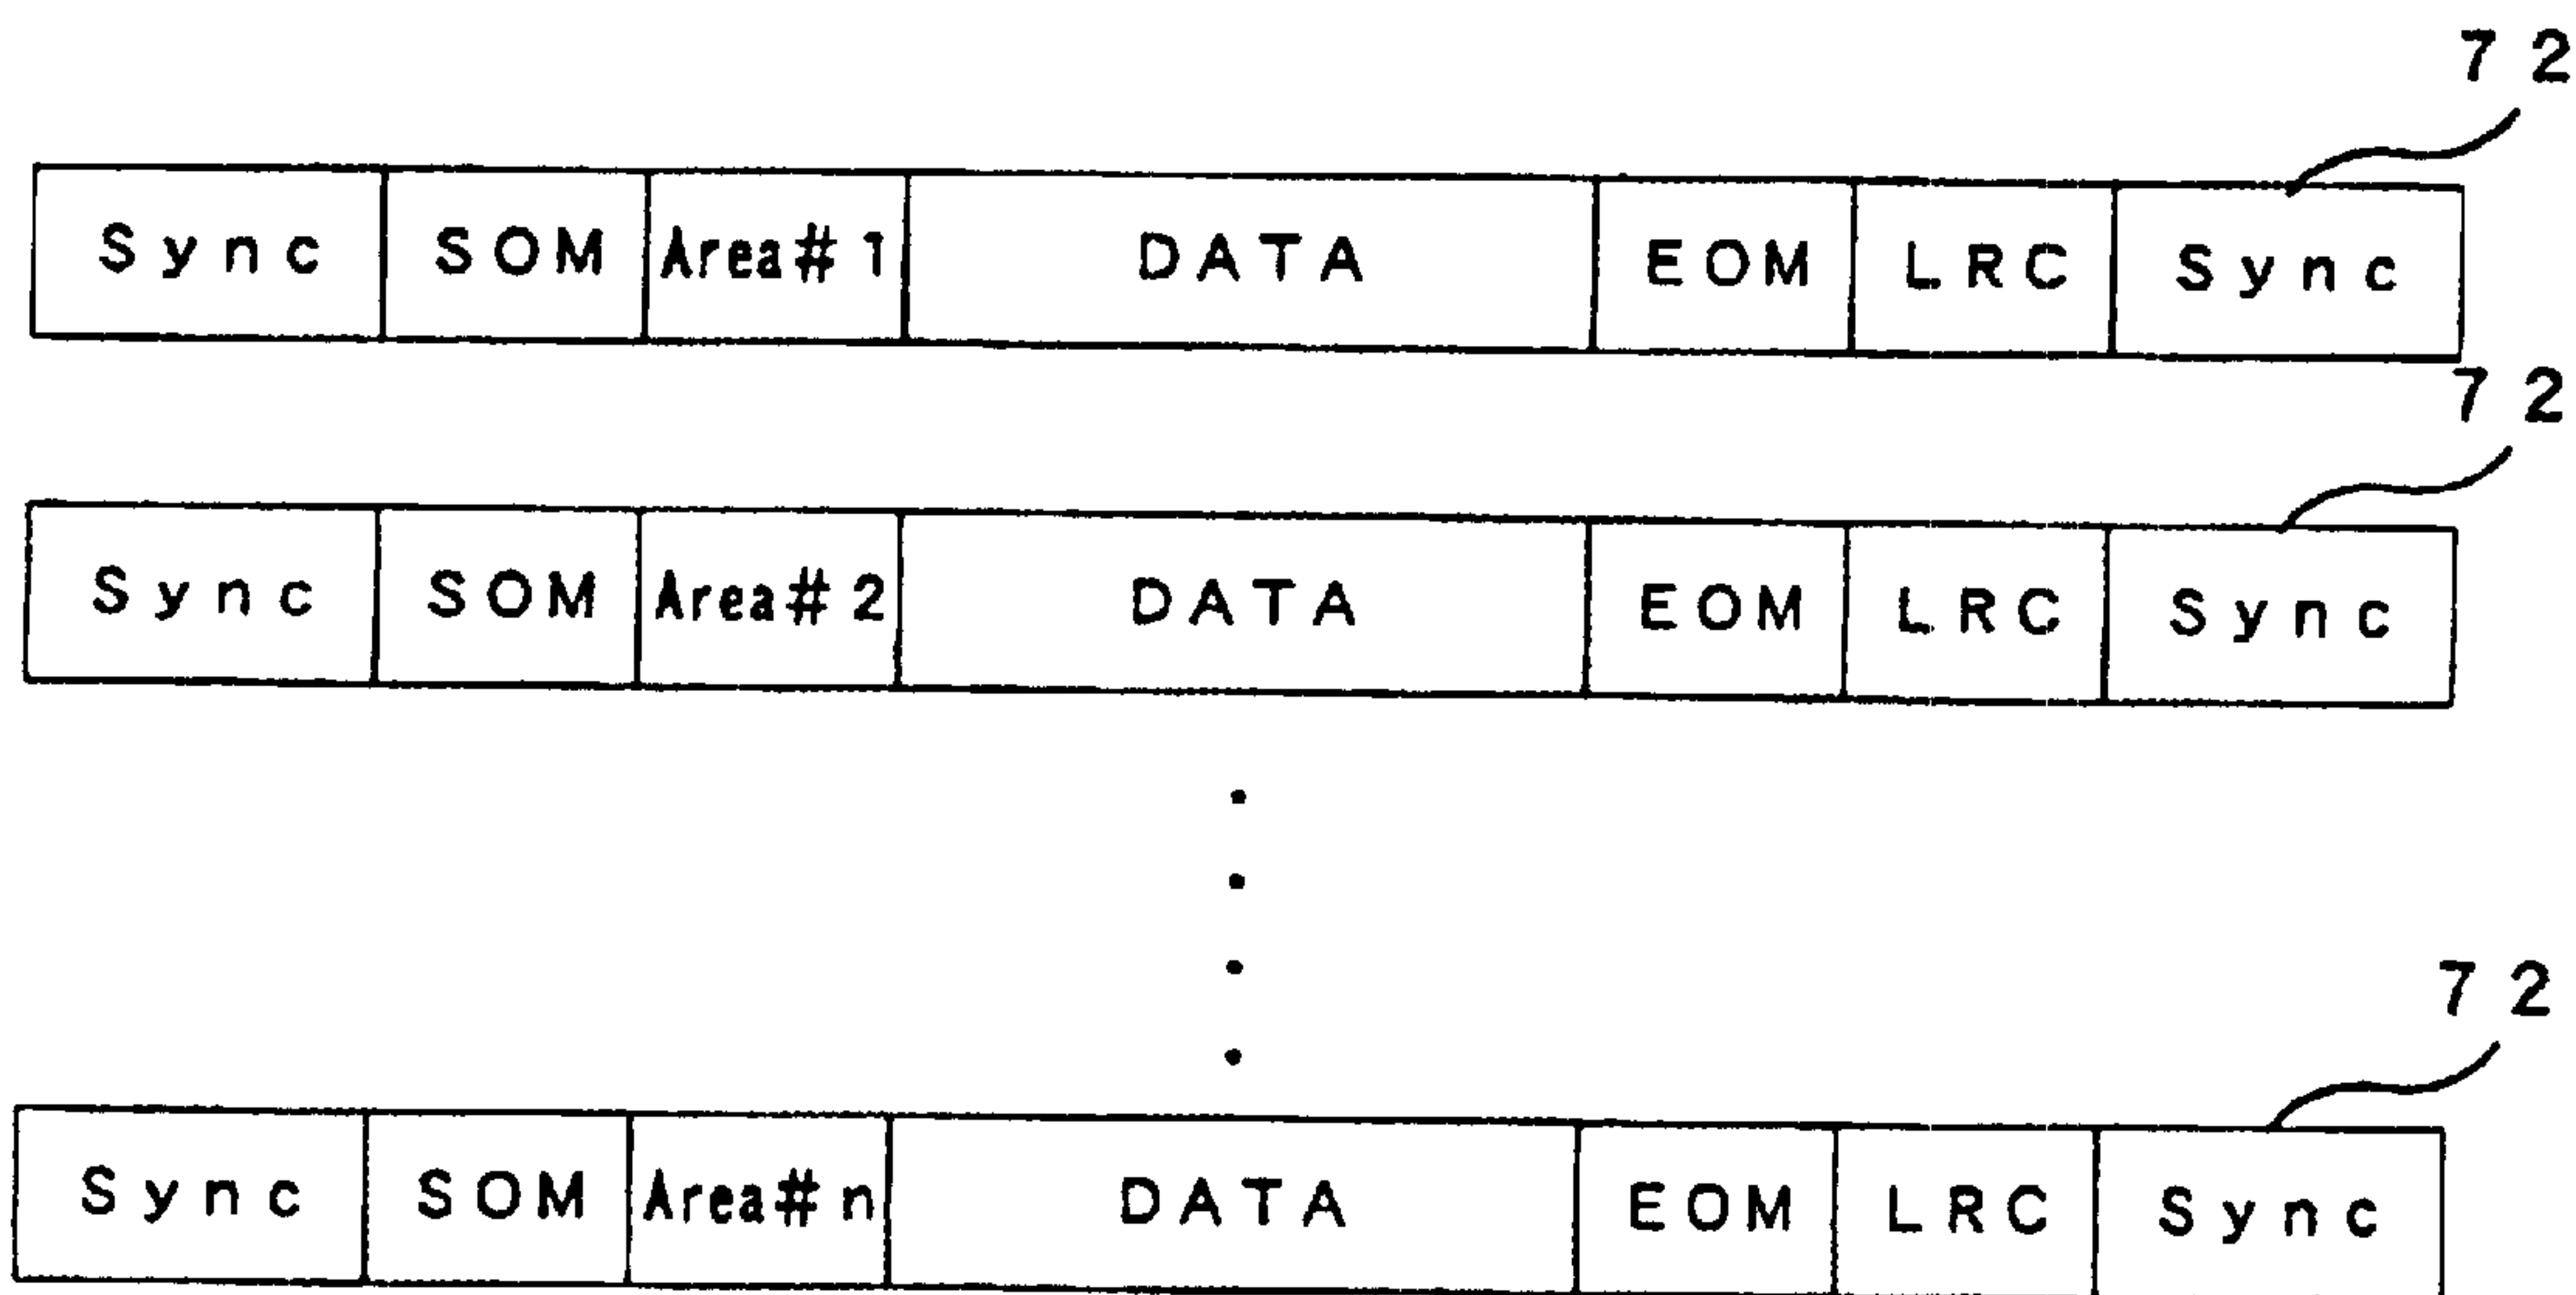 72
Sync SOM Area#1 DATA EOM LRC Sync
72
Sync SOM Area#2 DATA EOM LRC Sync
72
Sync SOM Area#n DATA EOM LRC Sync